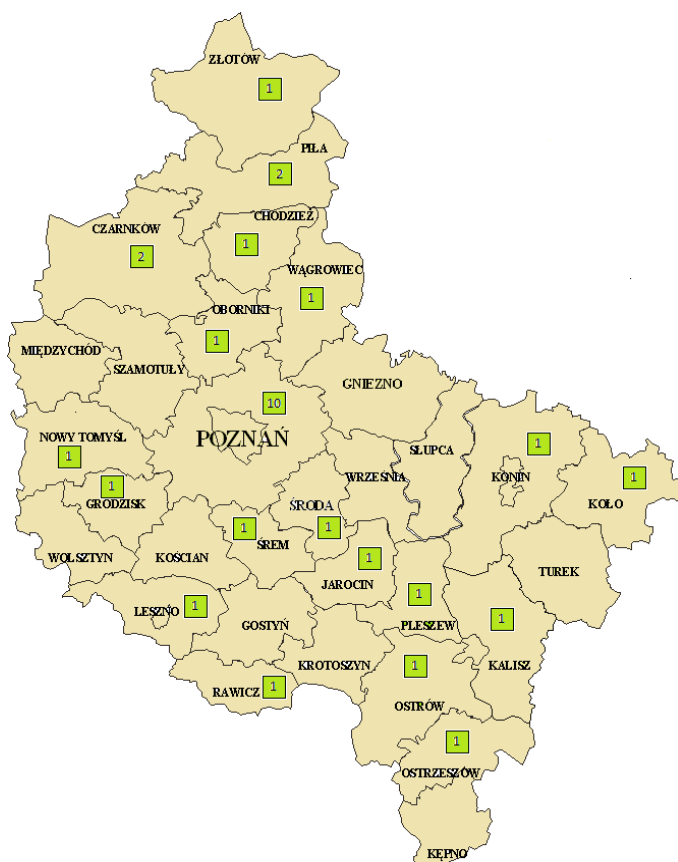 ZŁOTÓW
1
PIŁA
2
CHODZIEŻ
CZARNKÓW
1
2
WĄGROWIEC
1
OBORNIKI
1
MIĘDZYCHÓD
SZAMOTUŁY
GNIEZNO
10
NOWY TOMYŚL
POZNAŃ
1
SŁUPCA
1
KONIN
WRZEŚNIA
1
KOŁO
1
GRODZISK
ŚRODA
1
1
ŚREM
WOLSZTYN
KOŚCIAN
1
JAROCIN
TUREK
1
PLESZEW
LESZNO
1
GOSTYŃ
1
KALISZ
KROTOSZYN
1
RAWICZ
1
OSTRÓW
1
OSTRZESZÓW
KĘPNO